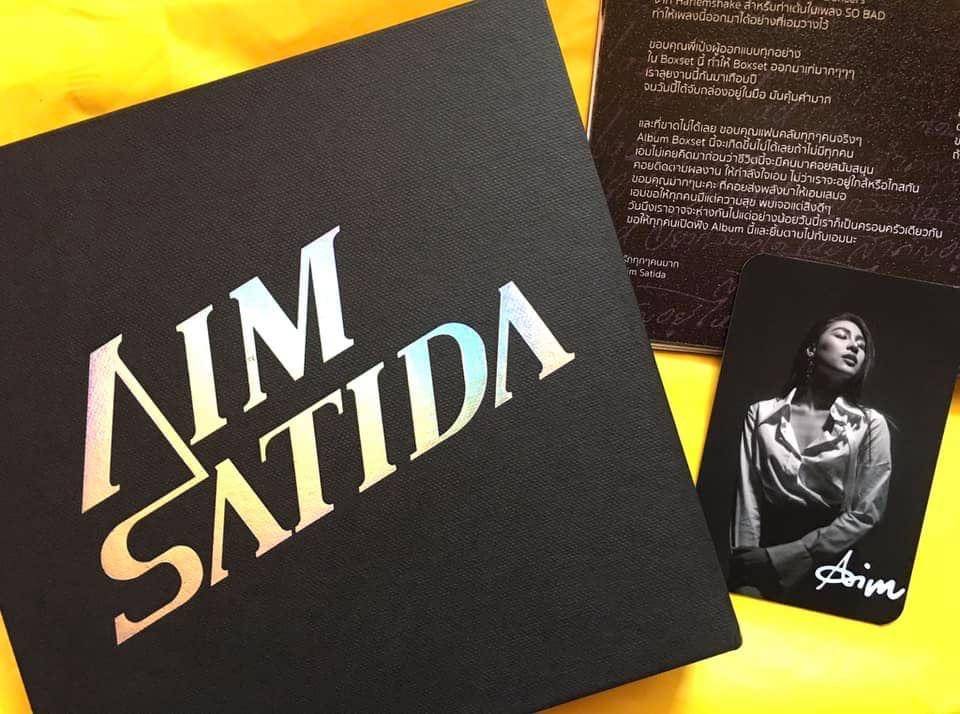 AIM
SATIDA
จาก Harlemshake สำหรับท่าเต้นในเพลง SO BAD
ทำให้เพลงนี้ออกมาได้อย่างที่เอมวางไว้
ขอบคุณพี่เป้งผู้ออกแบบทุกอย่าง
ใน Boxset นี้ ทำให้ Boxset ออกมาเท่มากๆๆๆ
เราลุยงานนี้กันมาเกือบปี
จนวันนี้ได้จับกล่องอยู่ในมือ มันคุ้มค่ามาก
และที่ขาดไม่ได้เลย ขอบคุณแฟนคลับทุกๆคนจริงๆ
Album Boxset นี้จะเกิดขึ้นไม่ได้เลยถ้าไม่มีทุกคน
เอมไม่เคยคิดมาก่อนว่าชีวิตนี้จะมีคนมาคอยสนับสนุน
คอยติดตามผลงาน ให้กำลังใจเอม ไม่ว่าเราจะอยู่ใกล้หรือไกลกัน
ขอบคุณมากๆนะคะ ที่คอยส่งพลังมาให้เอมเสมอ
เอมขอให้ทุกคนมีแต่ความสุข พบเจอแต่สิ่งดีๆ
วันนึงเราอาจจะห่างกันไปแต่อย่างน้อยวันนี้เราก็เป็นครอบครัวเดียวกัน
ขอให้ทุกคนเปิดฟัง Album นี้และยิ้มตามไปกับเอมนะ
รักทุกๆคนมาก
Satida
Aim